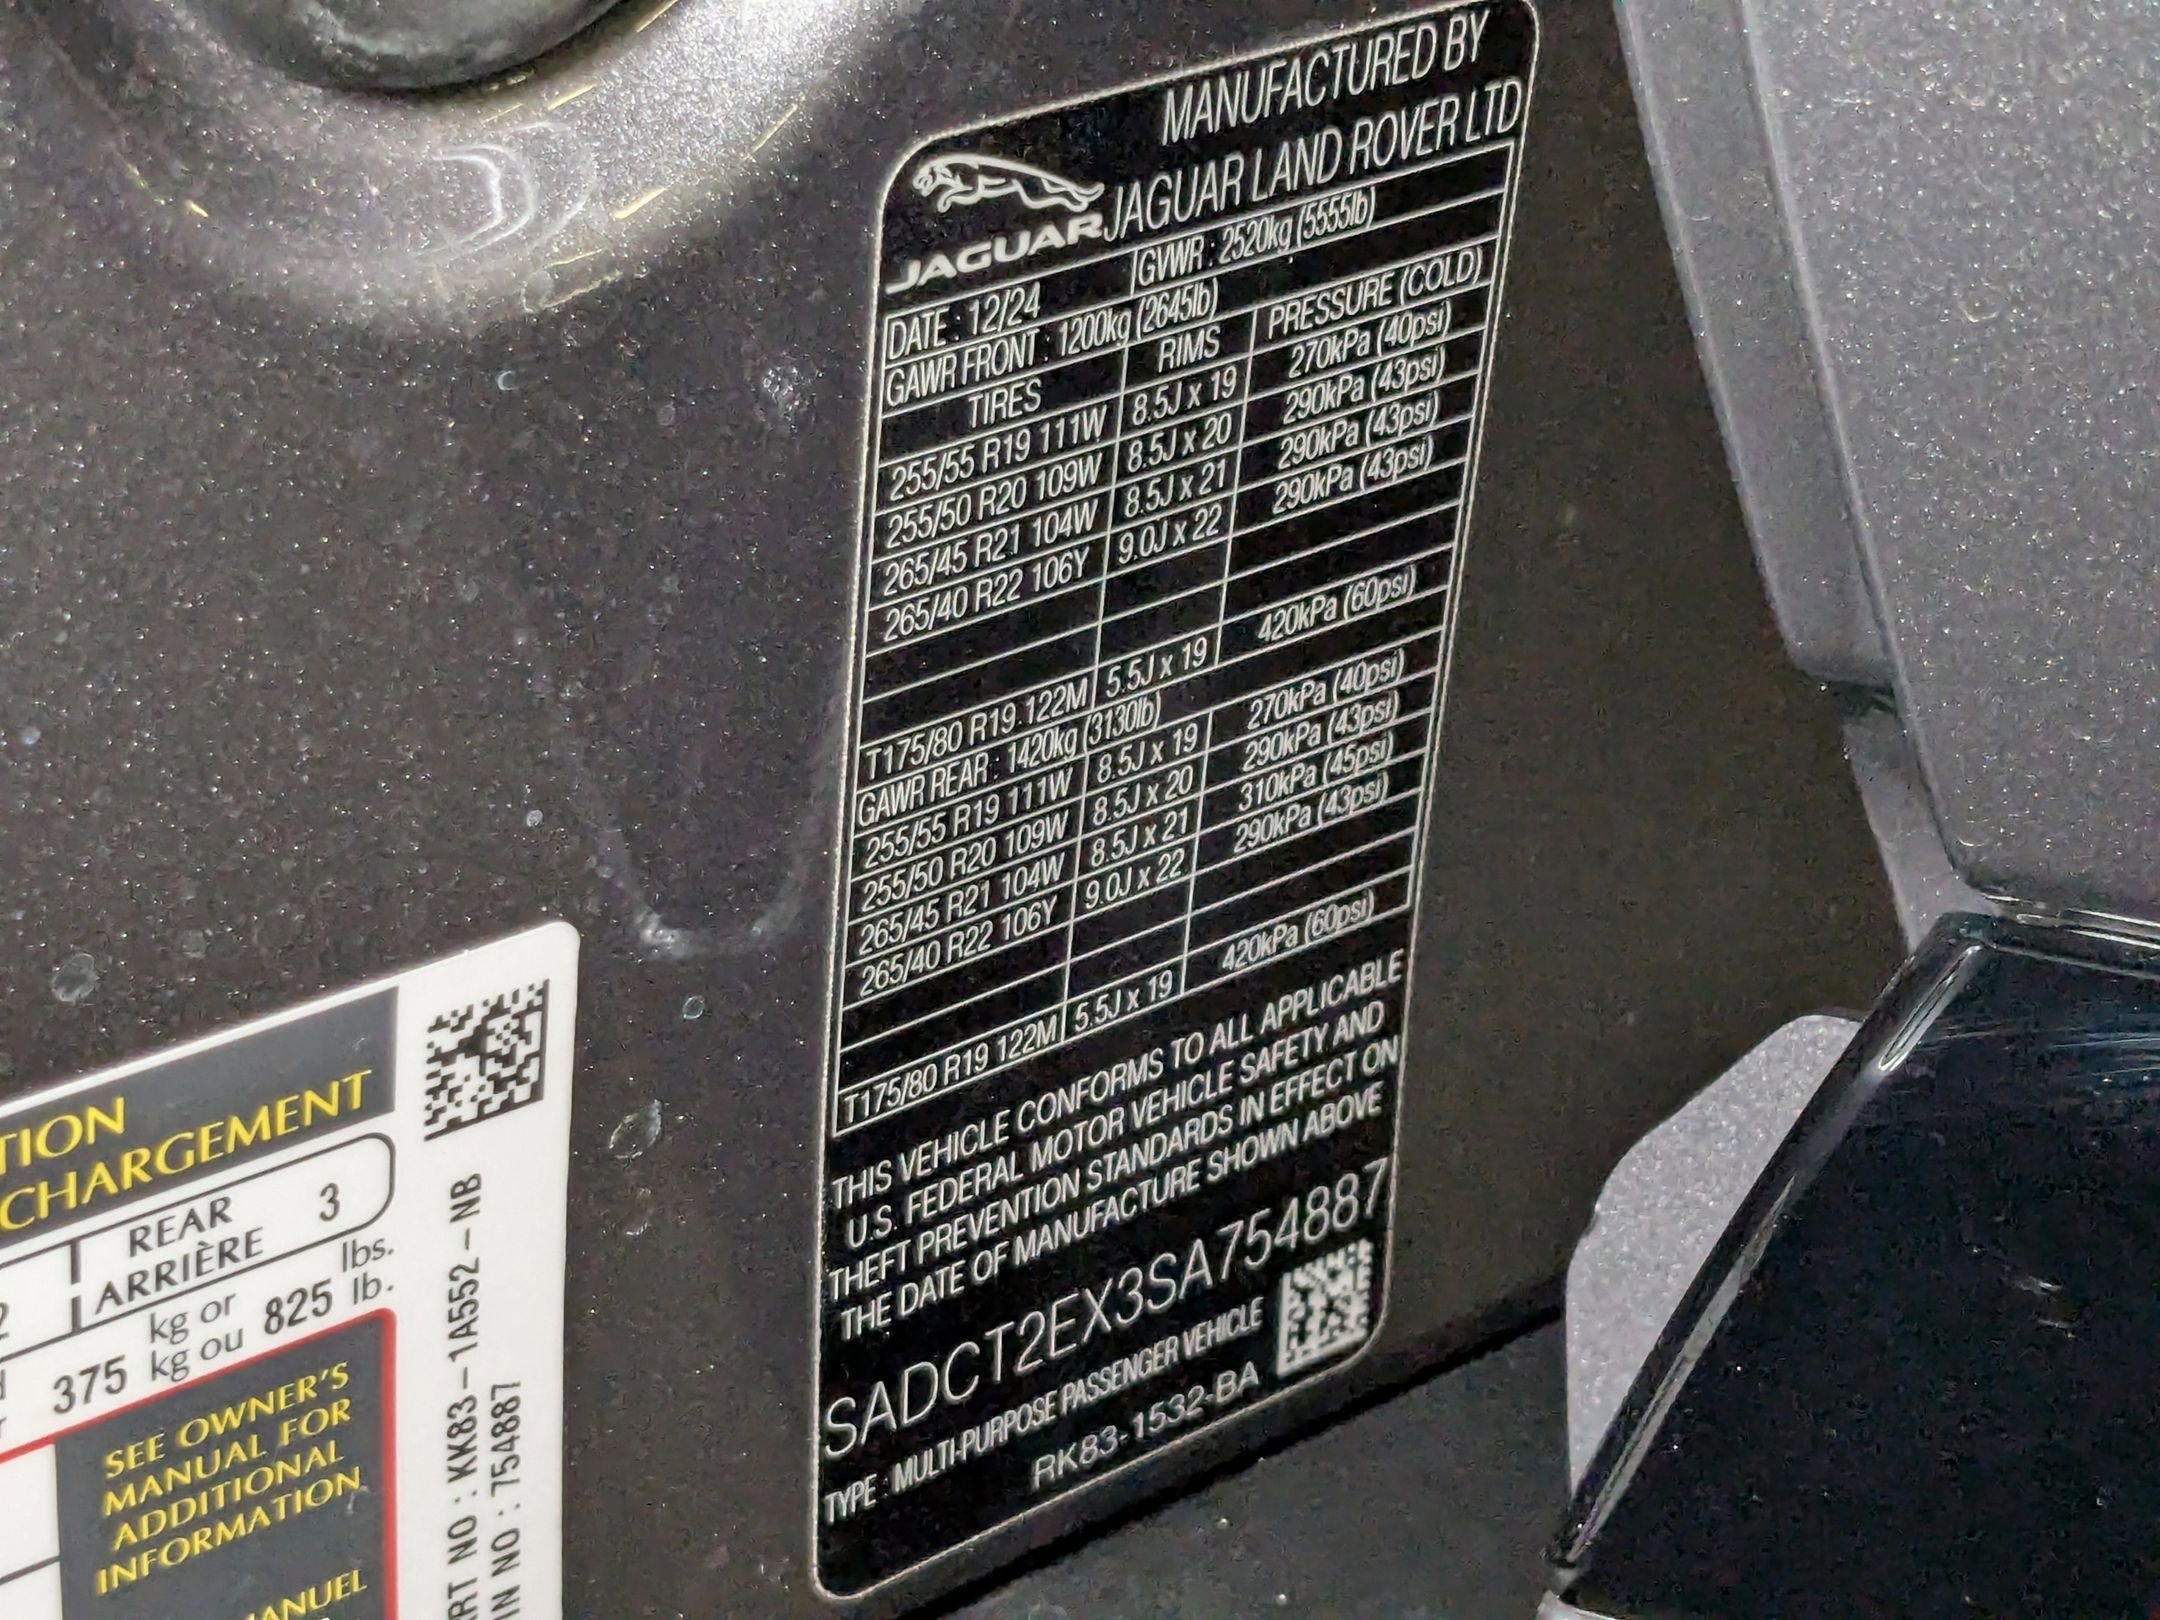 JAGUAR
MANUFACTURED BY
JAGUAR LAND ROVER LTD
DATE : 12/24 GVWR : 2520kg (5555lb)
GAWR FRONT : 1200kg (2645lb)
TIRES RIMS PRESSURE (COLD)
255/55 R19 111W 8.5J x 19 270kPa (40psi)
255/50 R20 109W 8.5J x 20 290kPa (43psi)
265/45 R21 104W 8.5J x 21 290kPa (43psi)
265/40 R22 106Y 9.0J x 22 290kPa (43psi)
T175/80 R19 122M 5.5J x 19 420kPa (60psi)
GAWR REAR : 1420kg (3130lb)
255/55 R19 111W 8.5J x 19 270kPa (40psi)
255/50 R20 109W 8.5J x 20 290kPa (43psi)
265/45 R21 104W 8.5J x 21 310kPa (45psi)
265/40 R22 106Y 9.0J x 22 290kPa (43psi)
T175/80 R19 122M 5.5J x 19 420kPa (60psi)
THIS VEHICLE CONFORMS TO ALL APPLICABLE
U.S. FEDERAL MOTOR VEHICLE SAFETY AND
THEFT PREVENTION STANDARDS IN EFFECT ON
THE DATE OF MANUFACTURE SHOWN ABOVE
SADCT2EX3SA754887
TYPE : MULTI-PURPOSE PASSENGER VEHICLE
RK83-1532-BA
TION
CHARGEMENT
REAR 3
ARRIÈRE
375 kg or 825 lbs.
kg ou lb.
SEE OWNER'S
MANUAL FOR
ADDITIONAL
INFORMATION
ANUEL
RT NO : KK83-1A552-NB
IN NO : 754887